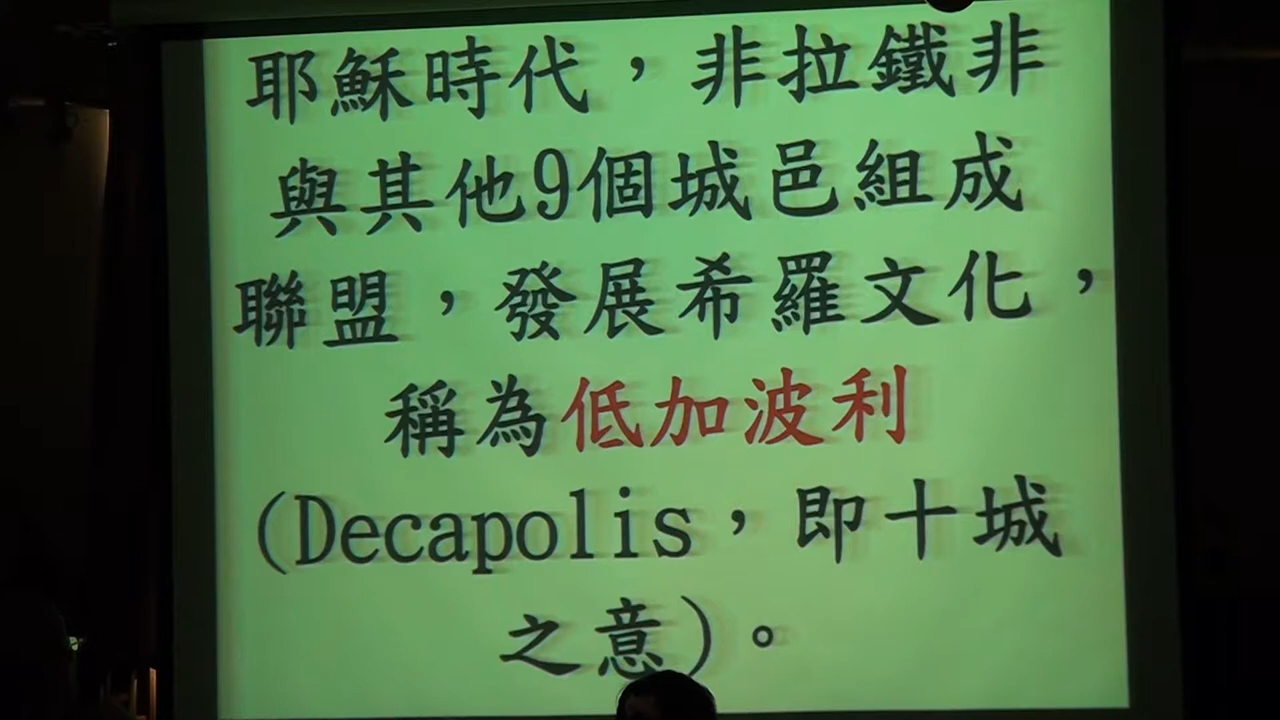 耶穌時代，非拉鐵非
與其他9個城邑組成
聯盟，發展希羅文化，
稱為低加波利
(Decapolis，即十城
之意)。